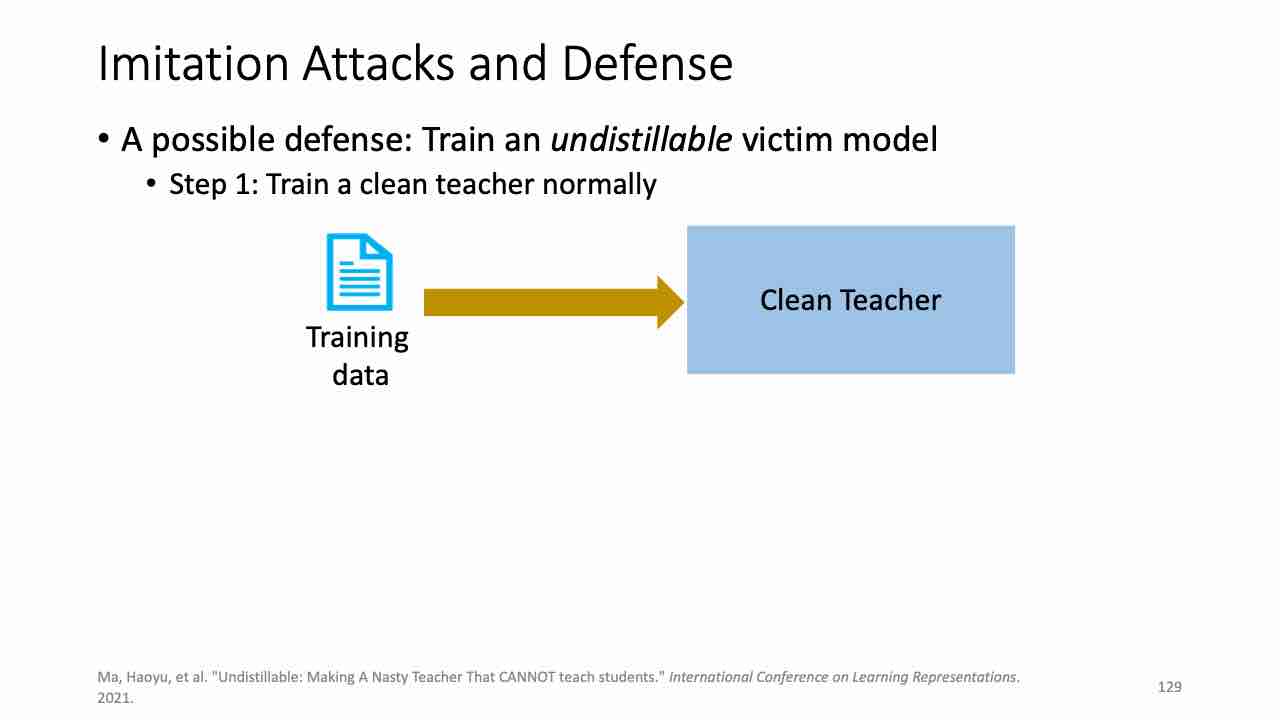 Imitation Attacks and Defense
• A possible defense: Train an undistillable victim model
• Step 1: Train a clean teacher normally
Training
data
Clean Teacher
Ma, Haoyu, et al. "Undistillable: Making A Nasty Teacher That CANNOT teach students." International Conference on Learning Representations.
2021.
129